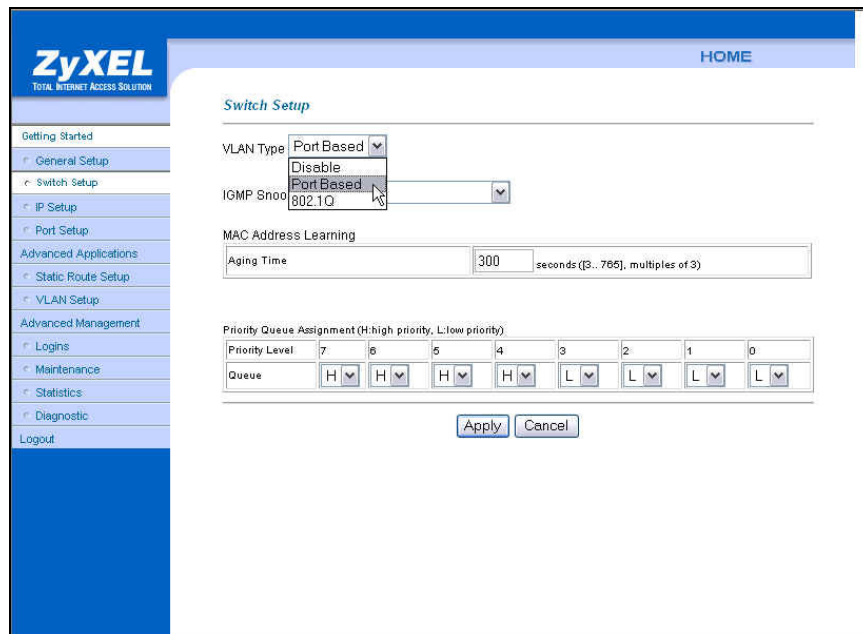 ZyXEL
TOTAL INTERNET ACCESS SOLUTION
HOME
Getting Started
General Setup
Switch Setup
IP Setup
Port Setup
Advanced Applications
Static Route Setup
VLAN Setup
Advanced Management
Logins
Maintenance
Statistics
Diagnostic
Logout
Switch Setup
VLAN Type Port Based
Disable
Port Based
802.1Q
IGMP Snoo
MAC Address Learning
Aging Time 300 seconds ([3.. 765], multiples of 3)
Priority Queue Assignment (H:high priority, L:low priority)
Priority Level 7 6 5 4 3 2 1 0
Queue H H H H L L L L
Apply Cancel